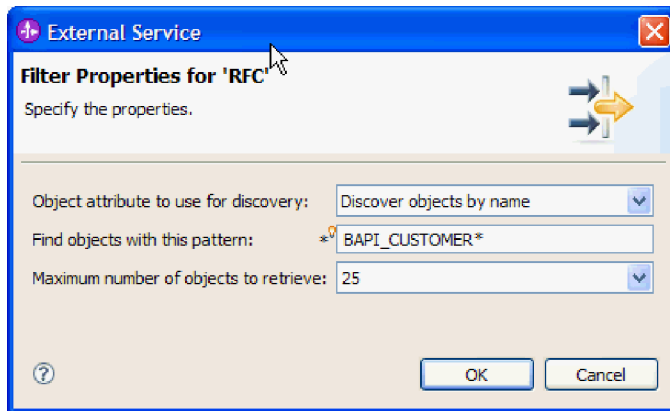 External Service
Filter Properties for 'RFC'
Specify the properties.
Object attribute to use for discovery: Discover objects by name
Find objects with this pattern: * BAPI_CUSTOMER*
Maximum number of objects to retrieve: 25
? OK Cancel